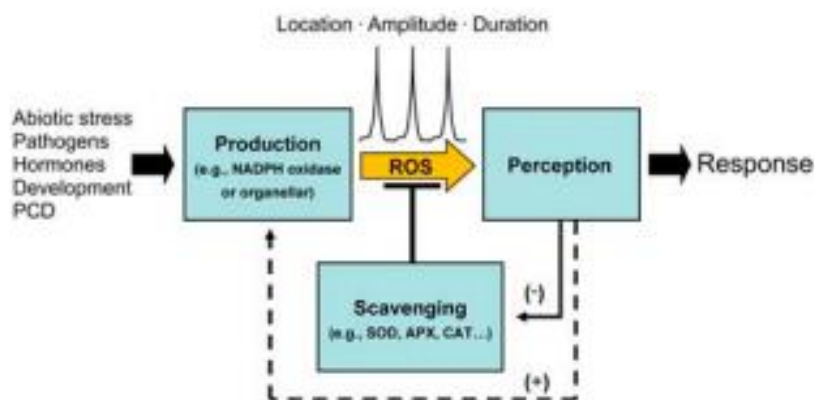 Location · Amplitude · Duration
Abiotic stress
Pathogens
Hormones
Development
PCD
Production
(e.g., NADPH oxidase
or organellar)
ROS
Perception
Response
Scavenging
(e.g., SOD, APX, CAT...)
(-)
(+)